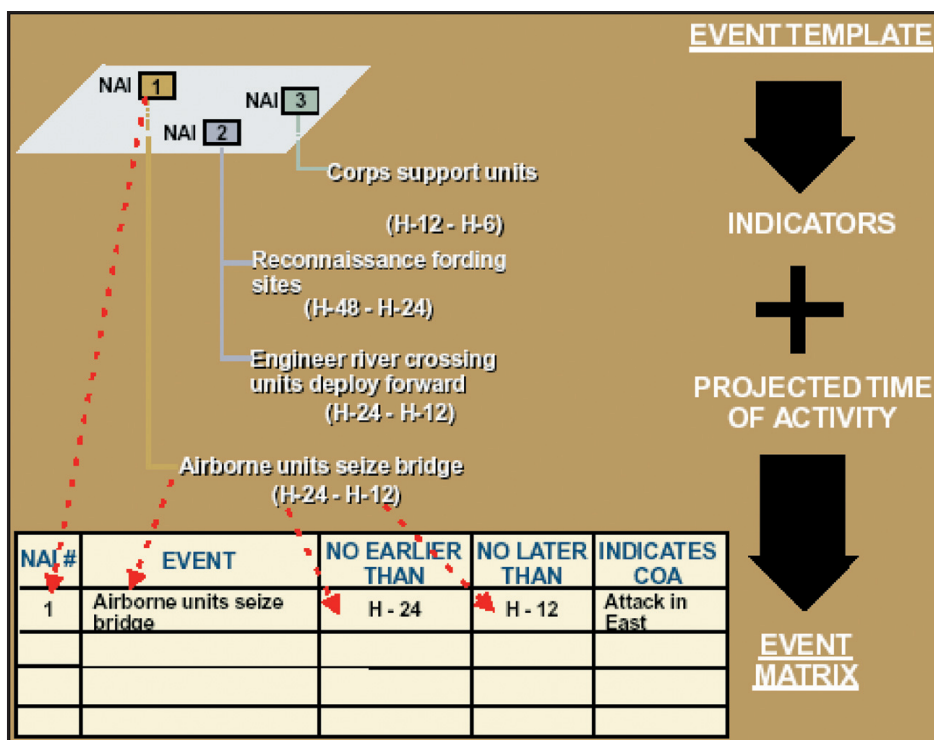 EVENT TEMPLATE
NAI 1
NAI 3
NAI 2
Corps support units
(H-12 - H-6)
Reconnaissance fording
sites
(H-48 - H-24)
Engineer river crossing
units deploy forward
(H-24 - H-12)
Airborne units seize bridge
(H-24 - H-12)
INDICATORS
+
PROJECTED TIME
OF ACTIVITY
EVENT
MATRIX
NAI # EVENT NO EARLIER THAN NO LATER THAN INDICATES COA
1 Airborne units seize bridge H - 24 H - 12 Attack in East